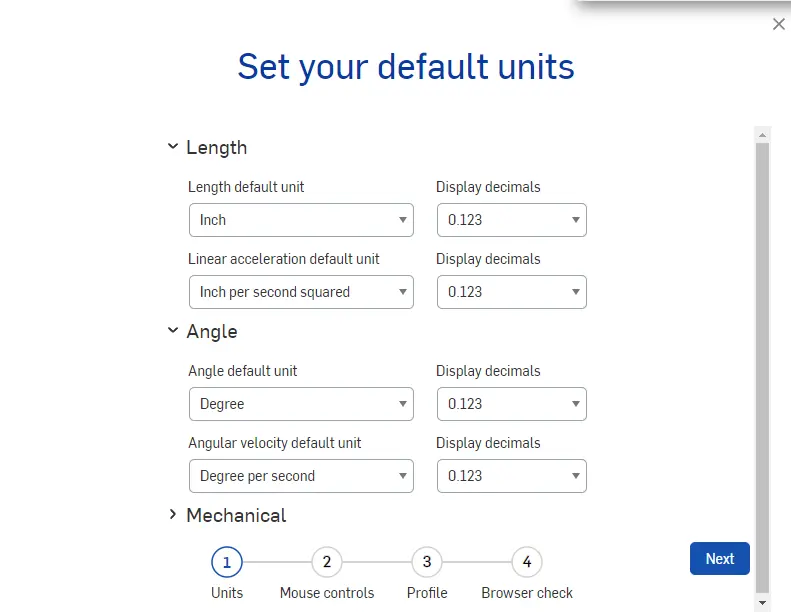 Set your default units
Length
Length default unit Display decimals
Inch 0.123
Linear acceleration default unit Display decimals
Inch per second squared 0.123
Angle
Angle default unit Display decimals
Degree 0.123
Angular velocity default unit Display decimals
Degree per second 0.123
Mechanical
1 2 3 4
Units Mouse controls Profile Browser check
Next